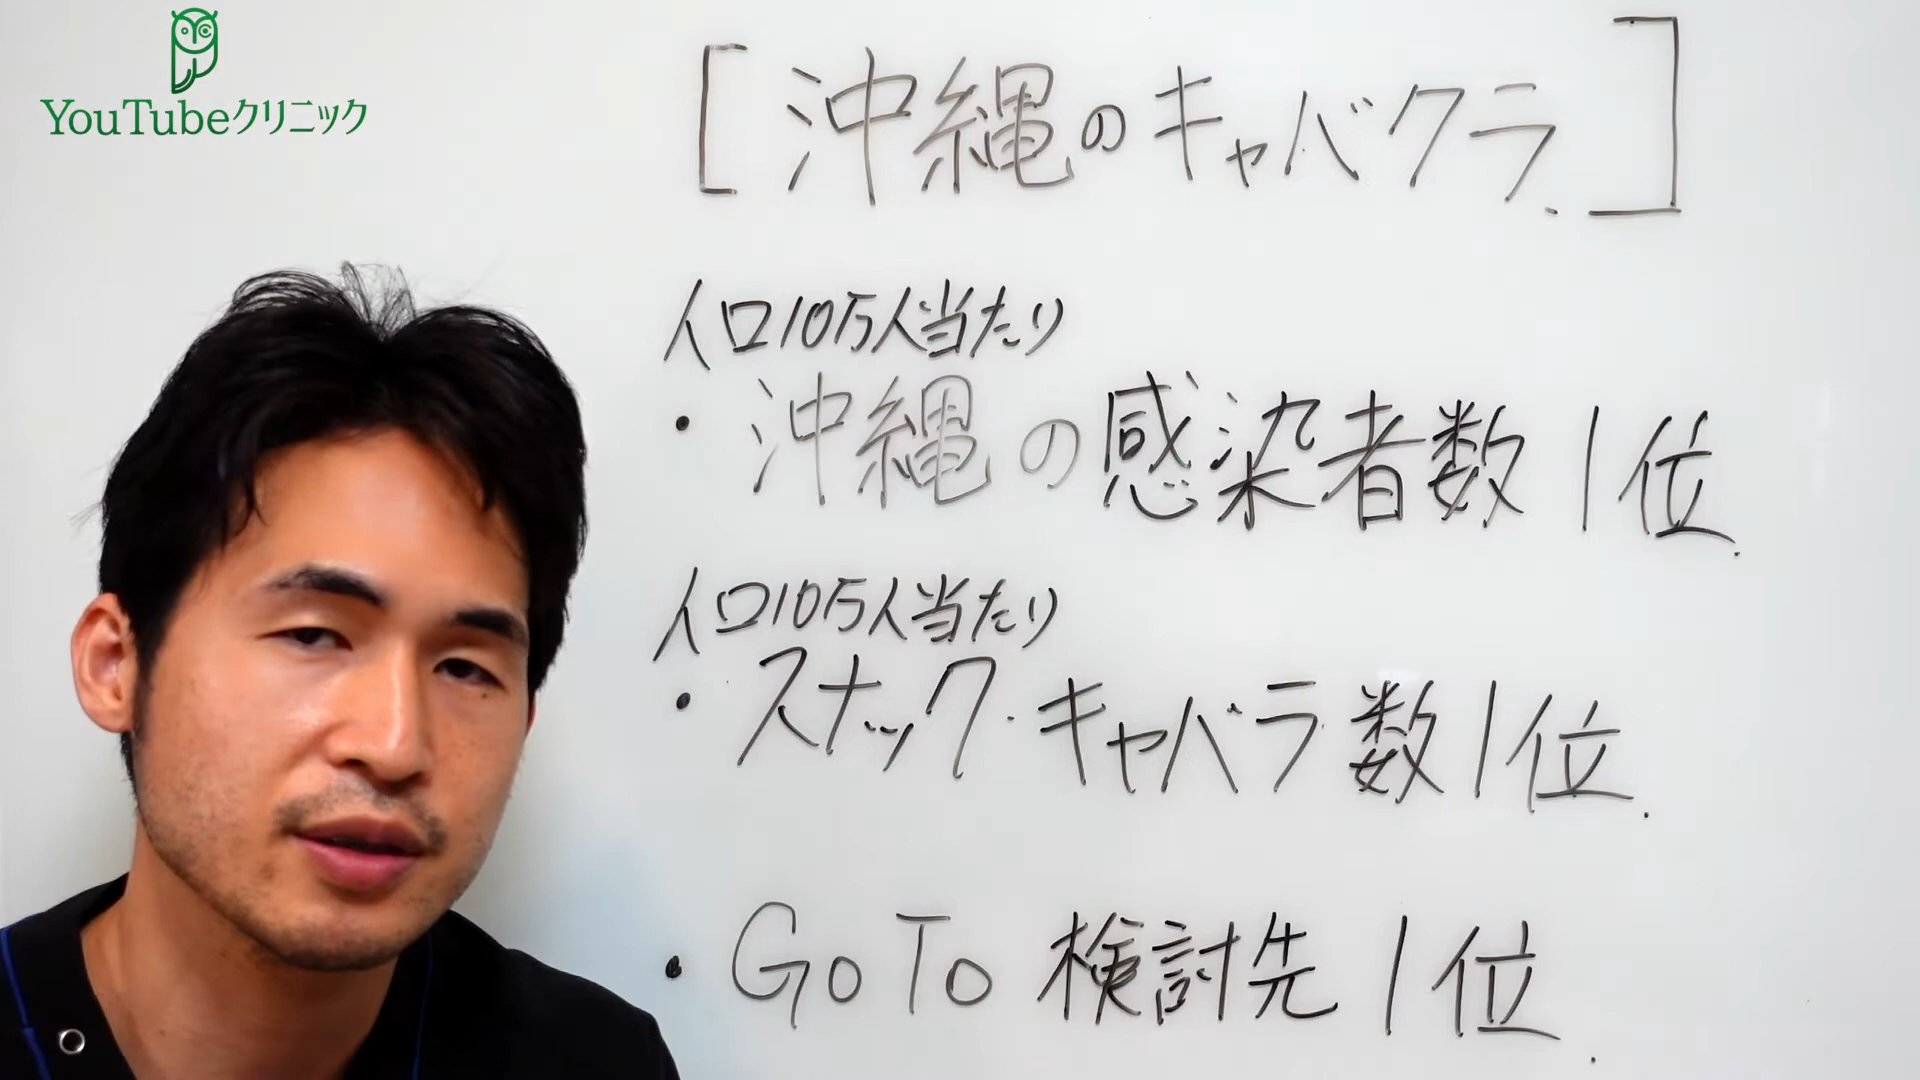 YouTubeクリニック
[沖縄のキャバクラ.]
人口10万人当たり
・沖縄の感染者数1位.
人口10万人当たり
・スナック・キャバラ数1位.
・GoTo検討先1位.